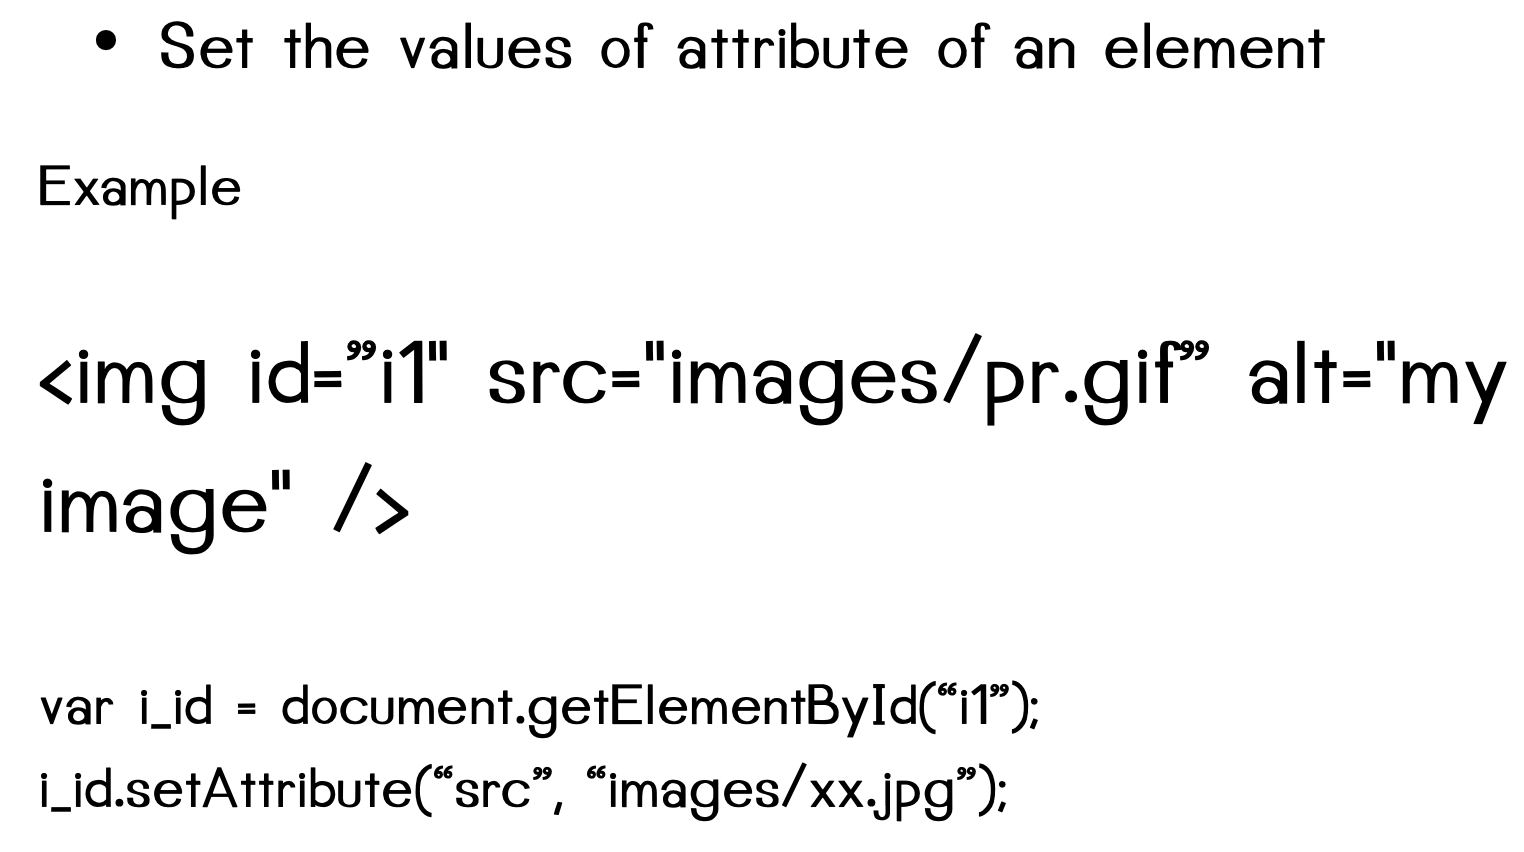 • Set the values of attribute of an element
Example
<img id=”i1" src="images/pr.gif” alt="my
image" />
var i_id = document.getElementById(“i1”);
i_id.setAttribute(“src”, “images/xx.jpg”);